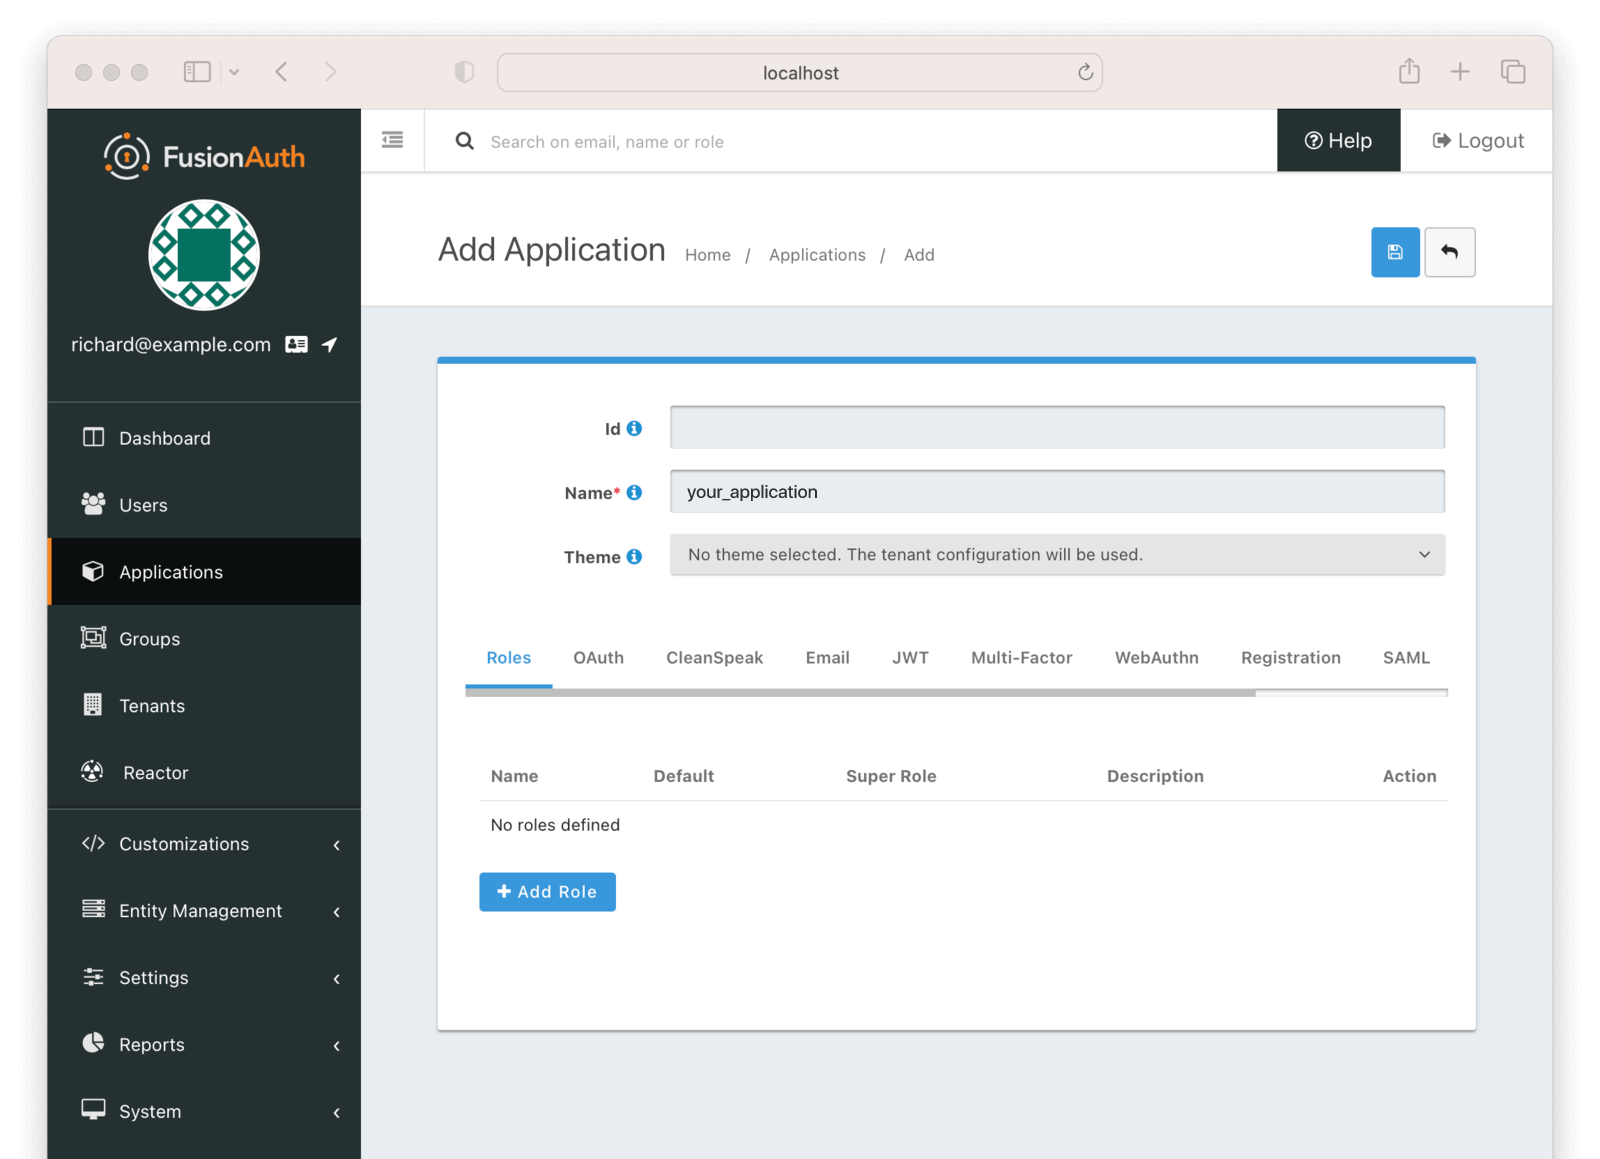 localhost
FusionAuth
Search on email, name or role
Help
Logout
richard@example.com
Dashboard
Users
Applications
Groups
Tenants
Reactor
Customizations
Entity Management
Settings
Reports
System
Add Application
Home / Applications / Add
Id
Name* your_application
Theme No theme selected. The tenant configuration will be used.
Roles OAuth CleanSpeak Email JWT Multi-Factor WebAuthn Registration SAML
Name Default Super Role Description Action
No roles defined
+ Add Role